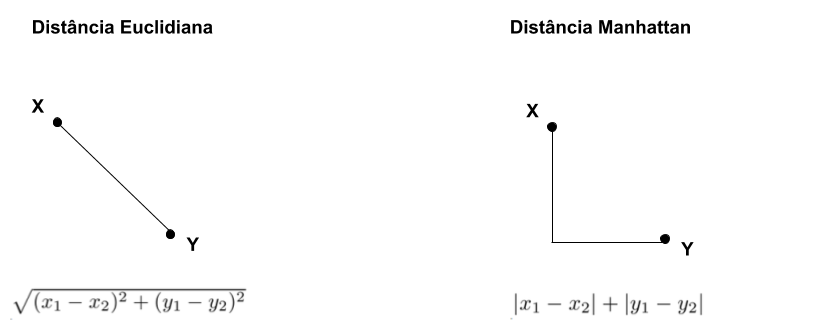 Distância Euclidiana
X
Y
√(x₁ − x₂)² + (y₁ − y₂)²
Distância Manhattan
X
Y
|x₁ − x₂| + |y₁ − y₂|